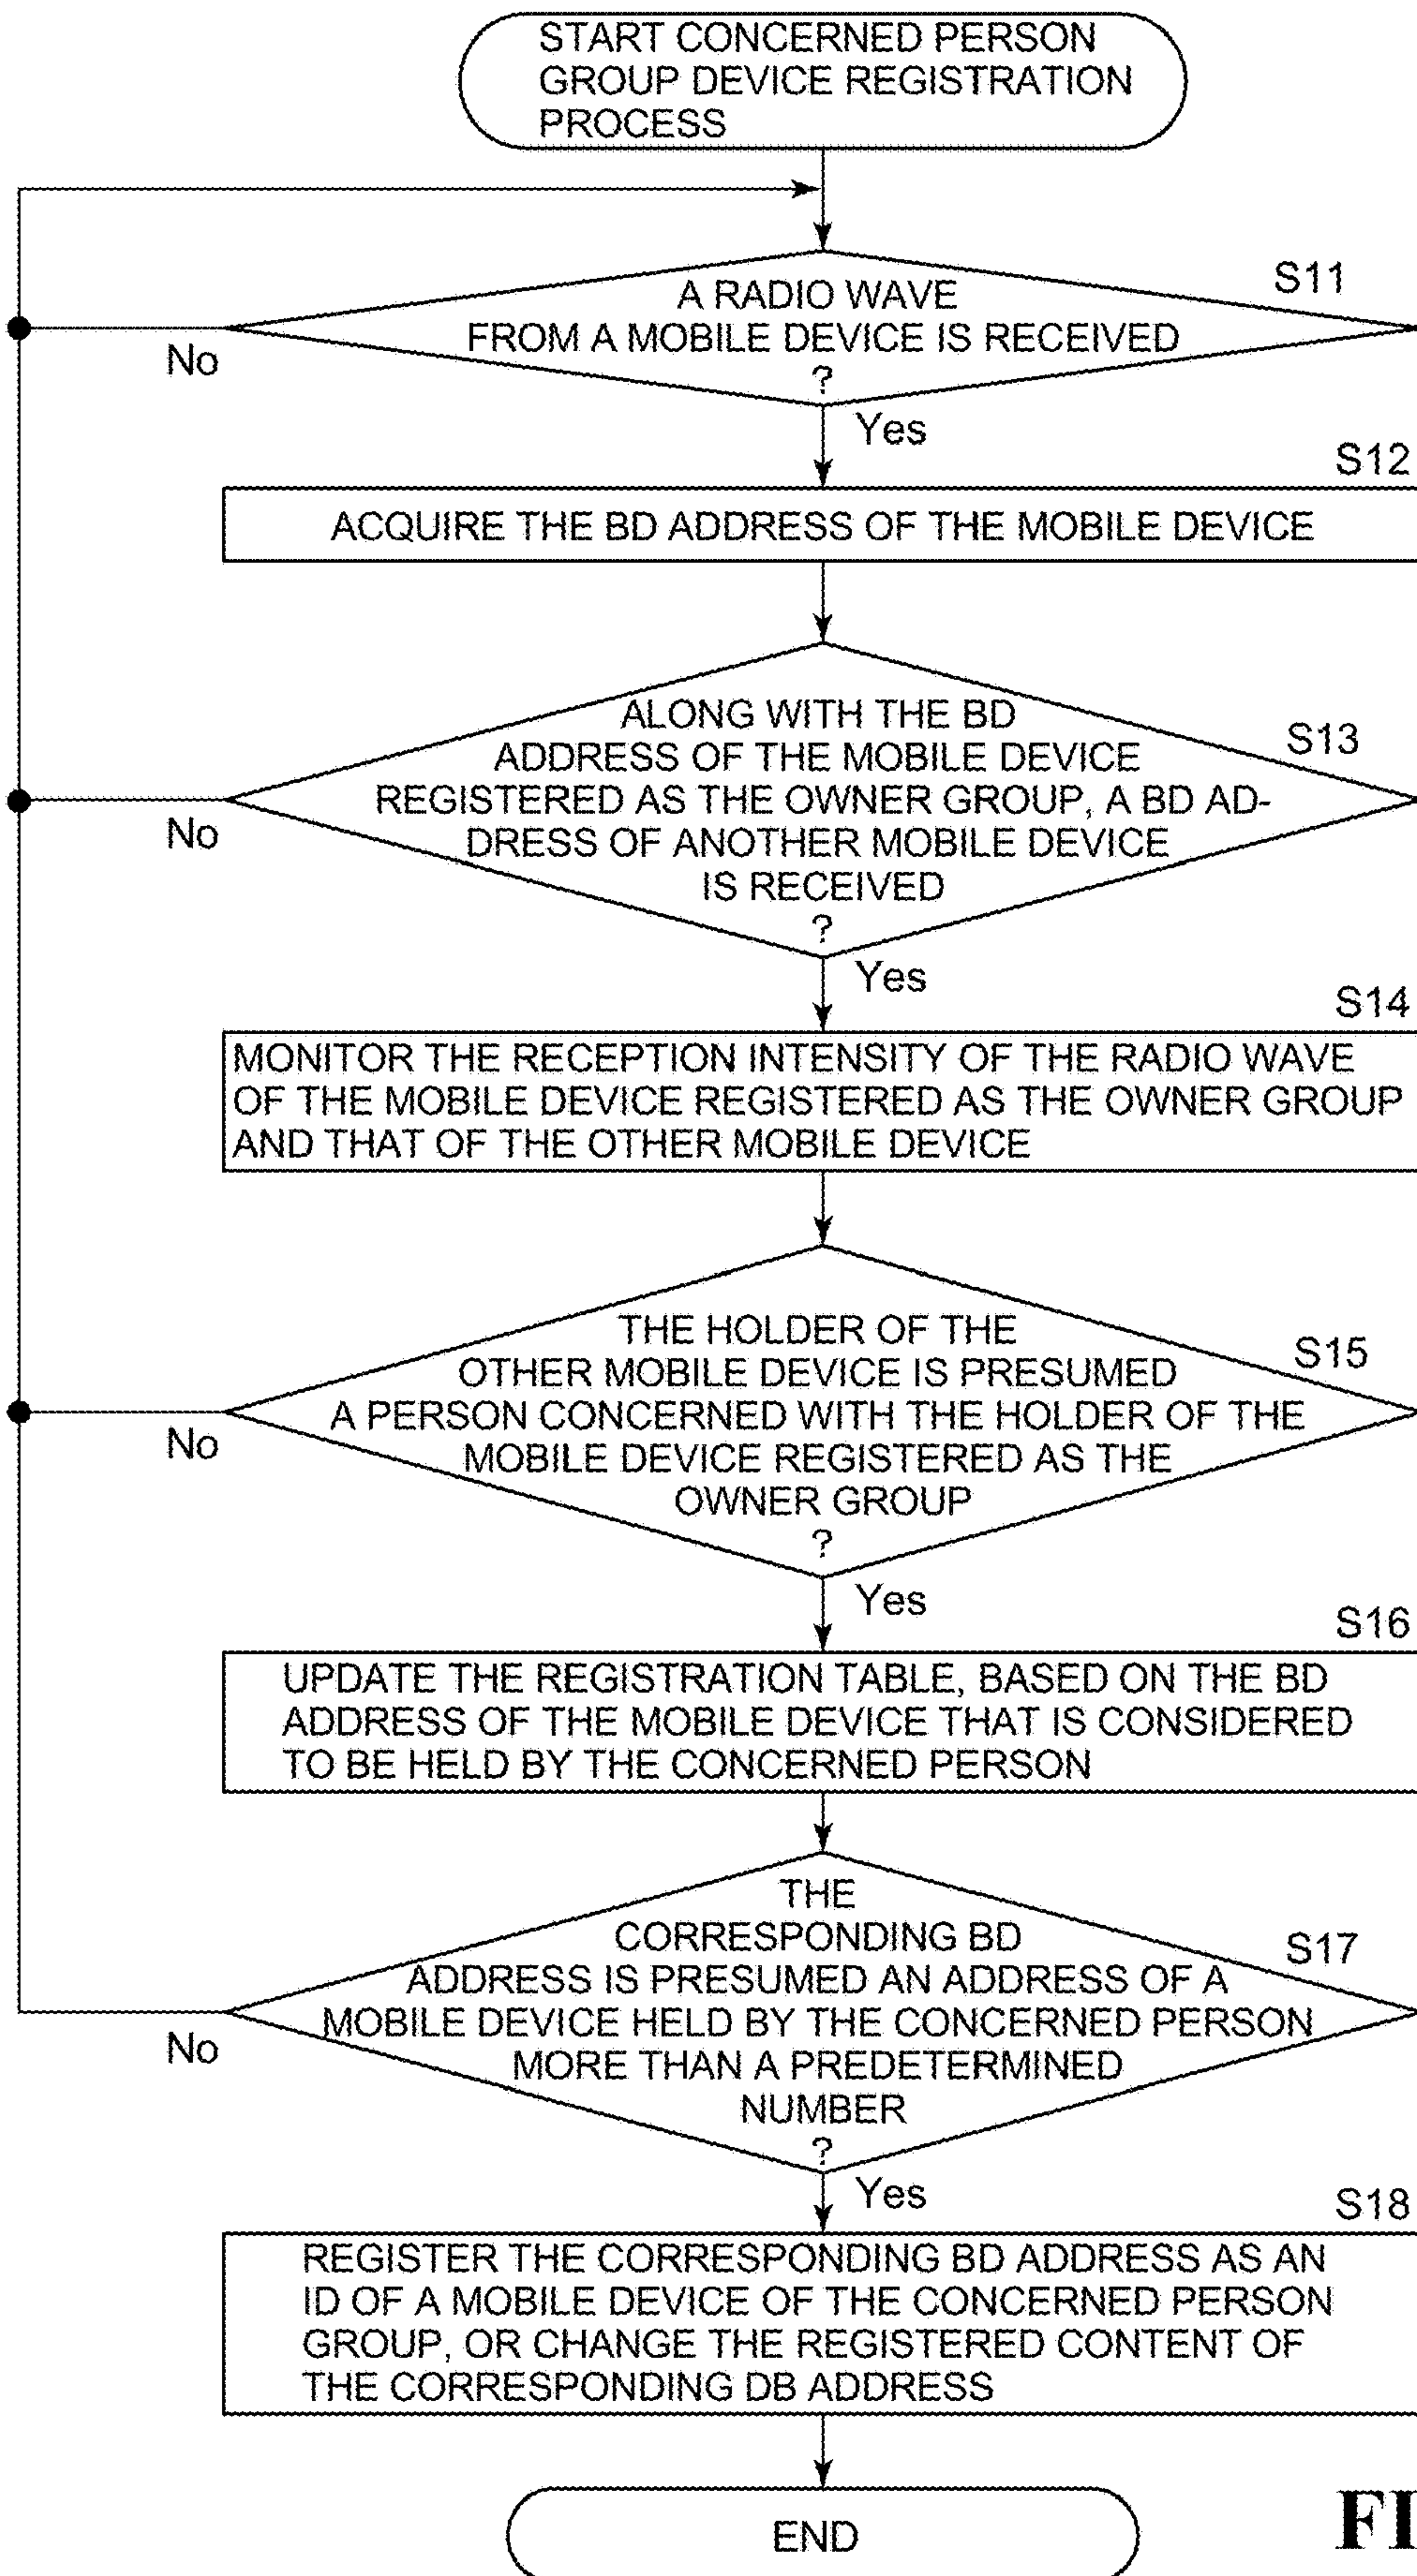 START CONCERNED PERSON
GROUP DEVICE REGISTRATION
PROCESS
S11
A RADIO WAVE
FROM A MOBILE DEVICE IS RECEIVED
?
No
Yes
S12
ACQUIRE THE BD ADDRESS OF THE MOBILE DEVICE
S13
ALONG WITH THE BD
ADDRESS OF THE MOBILE DEVICE
REGISTERED AS THE OWNER GROUP, A BD AD-
DRESS OF ANOTHER MOBILE DEVICE
IS RECEIVED
?
No
Yes
S14
MONITOR THE RECEPTION INTENSITY OF THE RADIO WAVE
OF THE MOBILE DEVICE REGISTERED AS THE OWNER GROUP
AND THAT OF THE OTHER MOBILE DEVICE
S15
THE HOLDER OF THE
OTHER MOBILE DEVICE IS PRESUMED
A PERSON CONCERNED WITH THE HOLDER OF THE
MOBILE DEVICE REGISTERED AS THE
OWNER GROUP
?
No
Yes
S16
UPDATE THE REGISTRATION TABLE, BASED ON THE BD
ADDRESS OF THE MOBILE DEVICE THAT IS CONSIDERED
TO BE HELD BY THE CONCERNED PERSON
S17
THE
CORRESPONDING BD
ADDRESS IS PRESUMED AN ADDRESS OF A
MOBILE DEVICE HELD BY THE CONCERNED PERSON
MORE THAN A PREDETERMINED
NUMBER
?
No
Yes
S18
REGISTER THE CORRESPONDING BD ADDRESS AS AN
ID OF A MOBILE DEVICE OF THE CONCERNED PERSON
GROUP, OR CHANGE THE REGISTERED CONTENT OF
THE CORRESPONDING DB ADDRESS
END